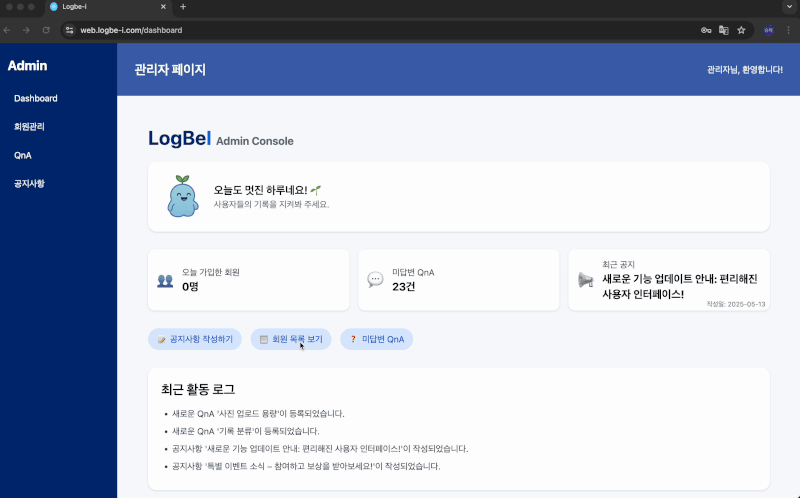 Logbe-i
web.logbe-i.com/dashboard
Admin
관리자 페이지
관리자님, 환영합니다!
Dashboard
회원관리
QnA
공지사항
LogBeI Admin Console
오늘도 멋진 하루네요! 🌱
사용자들의 기록을 지켜봐 주세요.
오늘 가입한 회원
0명
미답변 QnA
23건
최근 공지
새로운 기능 업데이트 안내: 편리해진
사용자 인터페이스!
작성일: 2025-05-13
공지사항 작성하기
회원 목록 보기
미답변 QnA
최근 활동 로그
• 새로운 QnA '사진 업로드 용량'이 등록되었습니다.
• 새로운 QnA '기록 분류'이 등록되었습니다.
• 공지사항 '새로운 기능 업데이트 안내: 편리해진 사용자 인터페이스!'이 작성되었습니다.
• 공지사항 '특별 이벤트 소식 – 참여하고 보상을 받아보세요!'이 작성되었습니다.